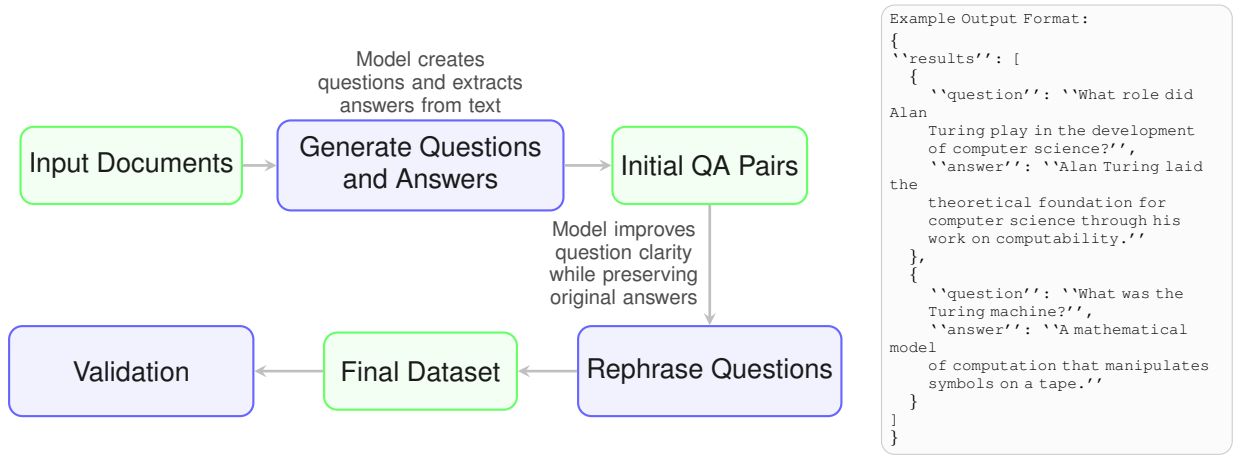 Model creates
questions and extracts
answers from text
Input Documents
Generate Questions
and Answers
Initial QA Pairs
Model improves
question clarity
while preserving
original answers
Rephrase Questions
Final Dataset
Validation
Example Output Format:
{
‘‘results’’: [
{
‘‘question’’: ‘‘What role did
Alan
Turing play in the development
of computer science?’’,
‘‘answer’’: ‘‘Alan Turing laid
the
theoretical foundation for
computer science through his
work on computability.’’
},
{
‘‘question’’: ‘‘What was the
Turing machine?’’,
‘‘answer’’: ‘‘A mathematical
model
of computation that manipulates
symbols on a tape.’’
}
]
}